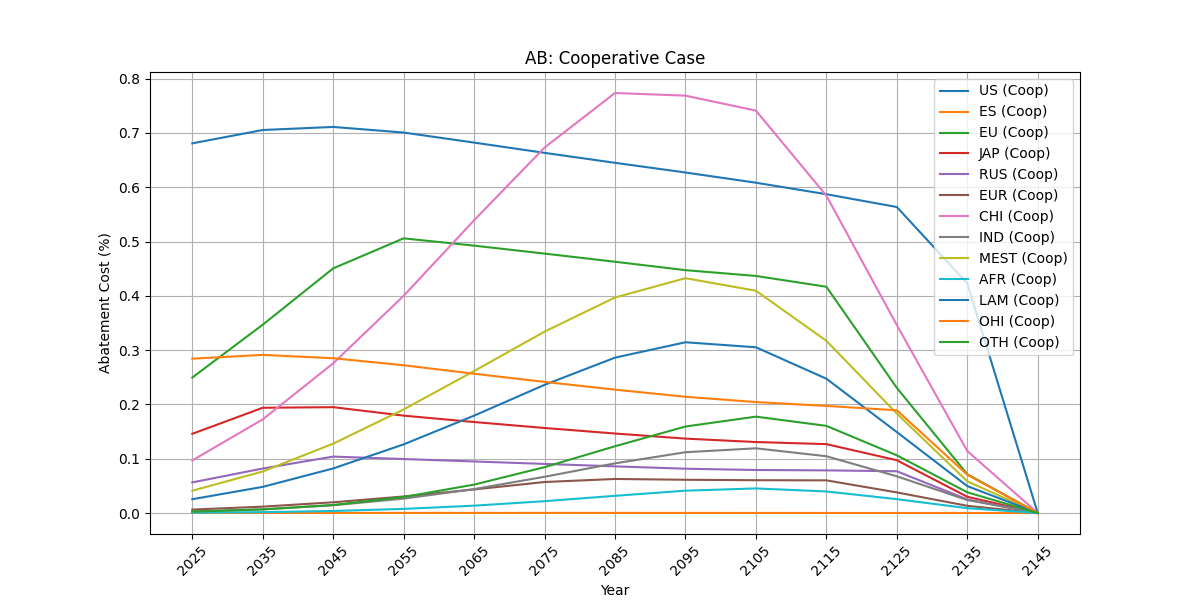 AB: Cooperative Case
Abatement Cost (%)
0.8
0.7
0.6
0.5
0.4
0.3
0.2
0.1
0.0
US (Coop)
ES (Coop)
EU (Coop)
JAP (Coop)
RUS (Coop)
EUR (Coop)
CHI (Coop)
IND (Coop)
MEST (Coop)
AFR (Coop)
LAM (Coop)
OHI (Coop)
OTH (Coop)
2025 2035 2045 2055 2065 2075 2085 2095 2105 2115 2125 2135 2145
Year